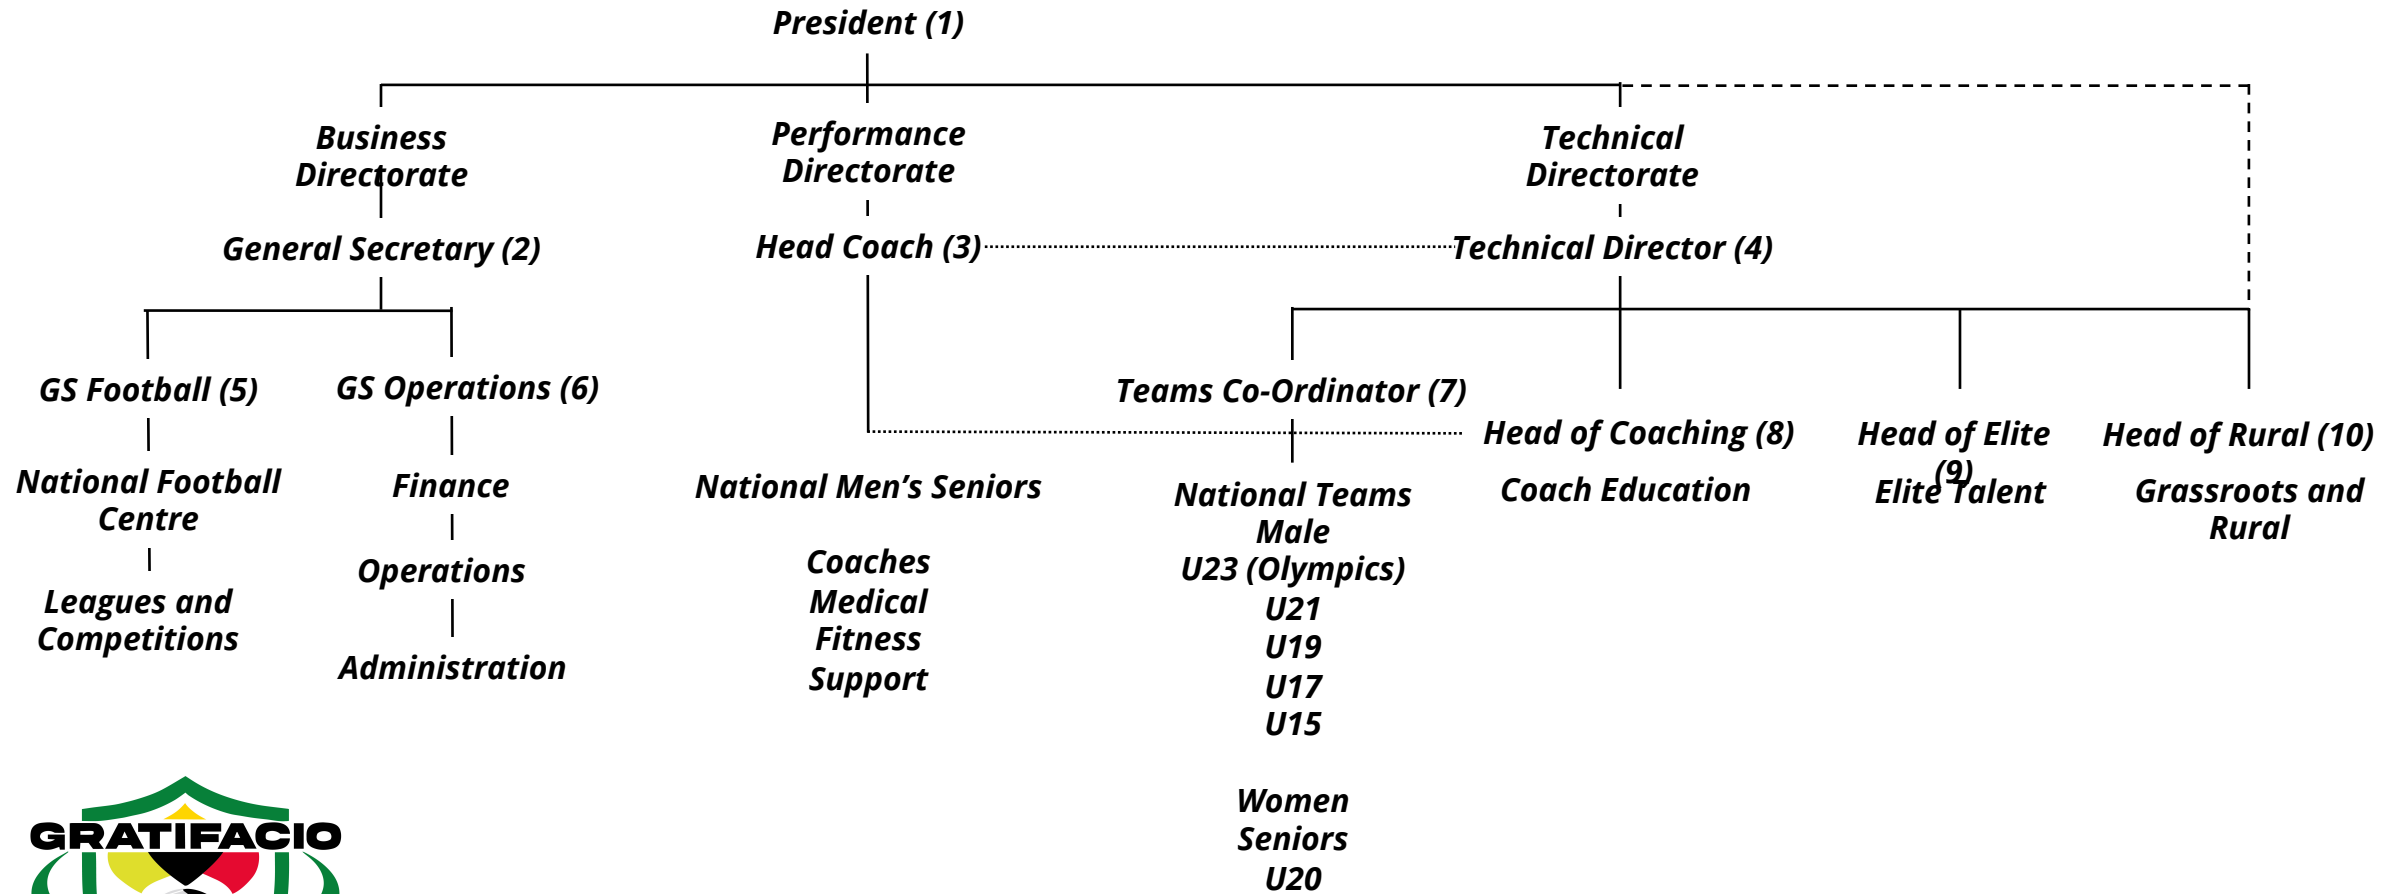 President (1)
Business
Directorate
Performance
Directorate
Technical
Directorate
General Secretary (2)
Head Coach (3)
Technical Director (4)
GS Football (5)
GS Operations (6)
Teams Co-Ordinator (7)
Head of Coaching (8)
Head of Elite
(9)
Head of Rural (10)
National Football
Centre
Finance
National Men’s Seniors
National Teams
Male
U23 (Olympics)
U21
U19
U17
U15
Coach Education
Elite Talent
Grassroots and
Rural
Operations
Coaches
Medical
Fitness
Support
Leagues and
Competitions
Administration
Women
Seniors
U20
GRATIFACIO